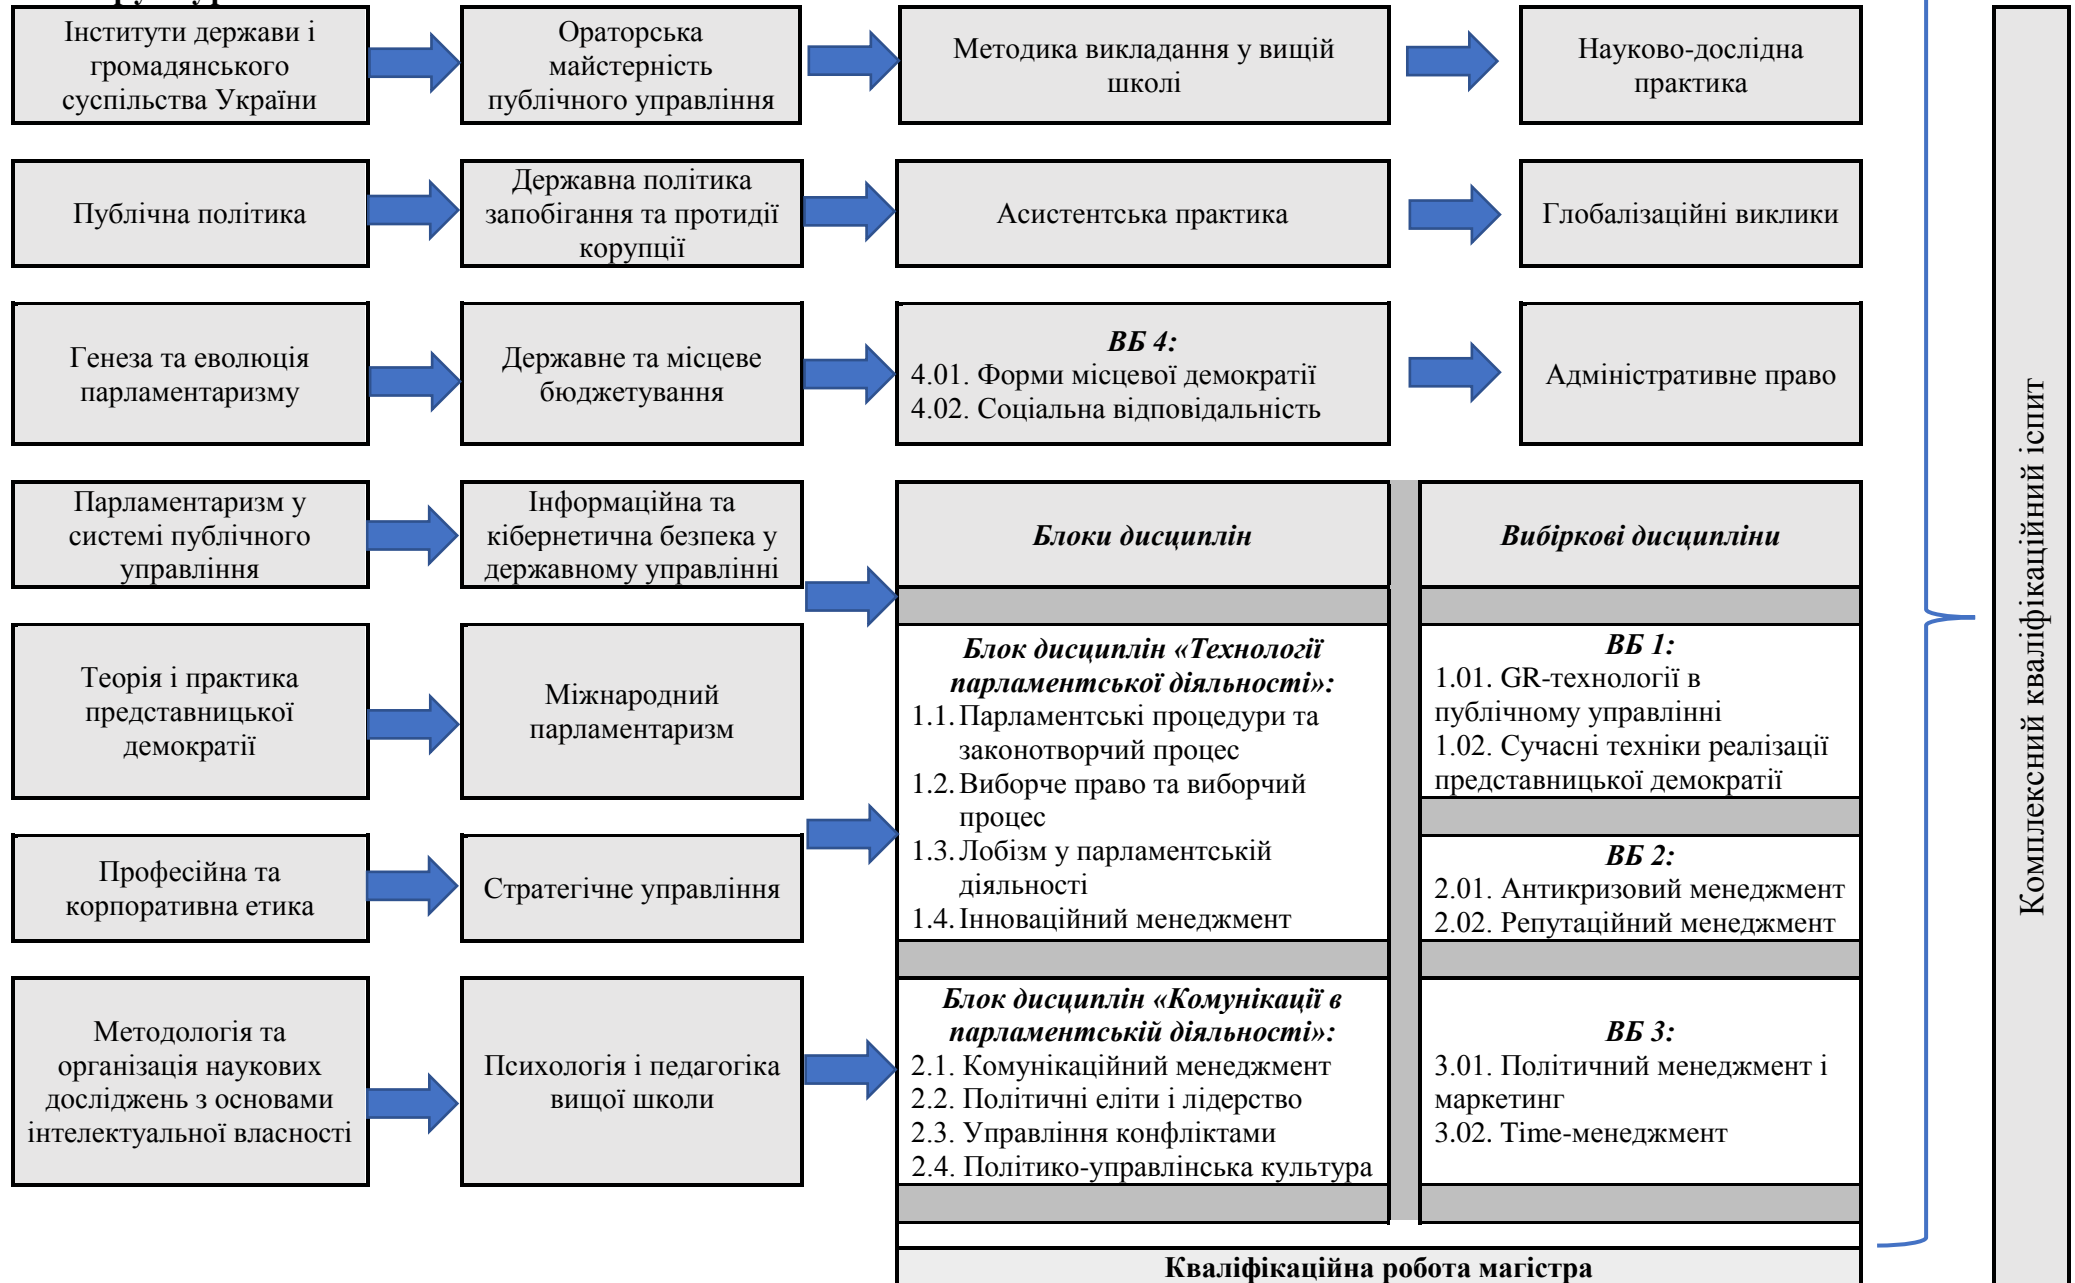 Інститути держави і
громадянського
суспільства України
Ораторська
майстерність
публічного управління
Методика викладання у вищій
школі
Науково-дослідна
практика
Публічна політика
Державна політика
запобігання та протидії
корупції
Асистентська практика
Глобалізаційні виклики
Генеза та еволюція
парламентаризму
Державне та місцеве
бюджетування
ВБ 4:
4.01. Форми місцевої демократії
4.02. Соціальна відповідальність
Адміністративне право
Парламентаризм у
системі публічного
управління
Інформаційна та
кібернетична безпека у
державному управлінні
Блоки дисциплін
Вибіркові дисципліни
Теорія і практика
представницької
демократії
Міжнародний
парламентаризм
Блок дисциплін «Технології
парламентської діяльності»:
1.1. Парламентські процедури та
законотворчий процес
1.2. Виборче право та виборчий
процес
1.3. Лобізм у парламентській
діяльності
1.4. Інноваційний менеджмент
ВБ 1:
1.01. GR-технології в
публічному управлінні
1.02. Сучасні техніки реалізації
представницької демократії
Професійна та
корпоративна етика
Стратегічне управління
ВБ 2:
2.01. Антикризовий менеджмент
2.02. Репутаційний менеджмент
Методологія та
організація наукових
досліджень з основами
інтелектуальної власності
Психологія і педагогіка
вищої школи
Блок дисциплін «Комунікації в
парламентській діяльності»:
2.1. Комунікаційний менеджмент
2.2. Політичні еліти і лідерство
2.3. Управління конфліктами
2.4. Політико-управлінська культура
ВБ 3:
3.01. Політичний менеджмент і
маркетинг
3.02. Time-менеджмент
Кваліфікаційна робота магістра
Комплексний кваліфікаційний іспит